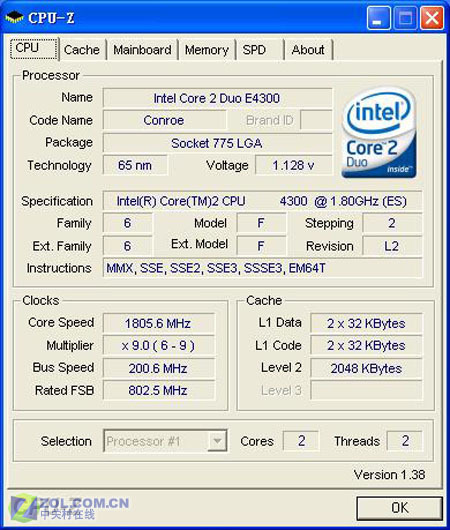 CPU-Z
CPU Cache Mainboard Memory SPD About
Processor
Name Intel Core 2 Duo E4300
Code Name Conroe Brand ID
Package Socket 775 LGA
Technology 65 nm Voltage 1.128 v
intel
Core™2
Duo inside™
Specification Intel(R) Core(TM)2 CPU 4300 @ 1.80GHz (ES)
Family 6 Model F Stepping 2
Ext. Family 6 Ext. Model F Revision L2
Instructions MMX, SSE, SSE2, SSE3, SSSE3, EM64T
Clocks
Core Speed 1805.6 MHz
Multiplier x 9.0 ( 6 - 9 )
Bus Speed 200.6 MHz
Rated FSB 802.5 MHz
Cache
L1 Data 2 x 32 KBytes
L1 Code 2 x 32 KBytes
Level 2 2048 KBytes
Level 3
Selection Processor #1 Cores 2 Threads 2
Version 1.38
OK
ZOL.COM.CN
中关村在线